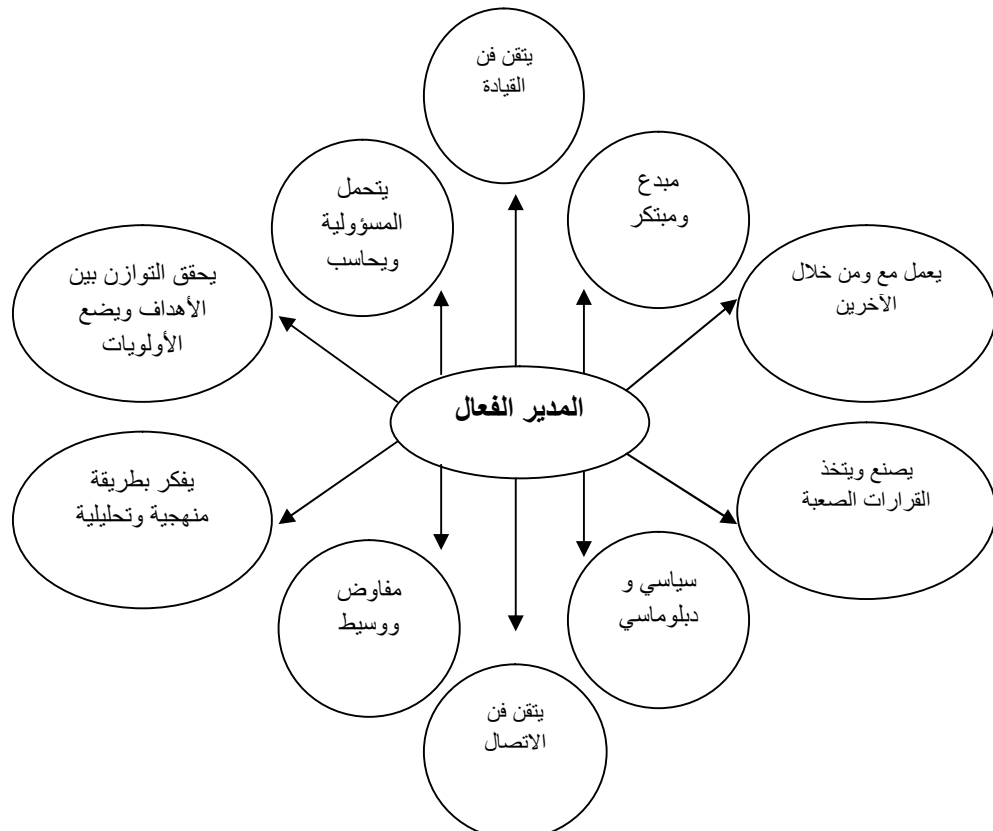 يتقن فن
القيادة
مبدع
ومبتكر
يتحمل
المسؤولية
ويحاسب
يعمل مع ومن خلال
الآخرين
يحقق التوازن بين
الأهداف ويضع
الأولويات
المدير الفعال
يصنع ويتخذ
القرارات الصعبة
يفكر بطريقة
منهجية وتحليلية
سياسي و
دبلوماسي
مفاوض
ووسيط
يتقن فن
الاتصال